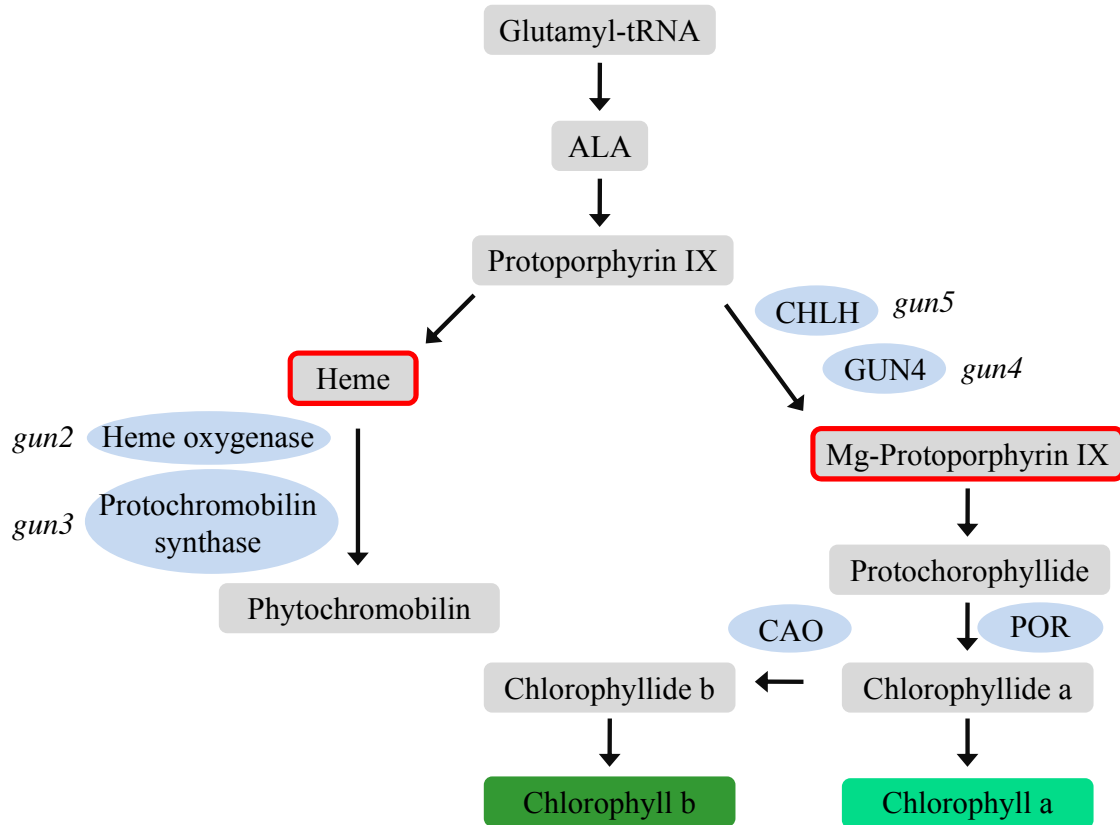 Glutamyl-tRNA
ALA
Protoporphyrin IX
CHLH
gun5
GUN4
gun4
Heme
gun2
Heme oxygenase
Mg-Protoporphyrin IX
gun3
Protochromobilin
synthase
Protochorophyllide
Phytochromobilin
CAO
POR
Chlorophyllide b
Chlorophyllide a
Chlorophyll b
Chlorophyll a